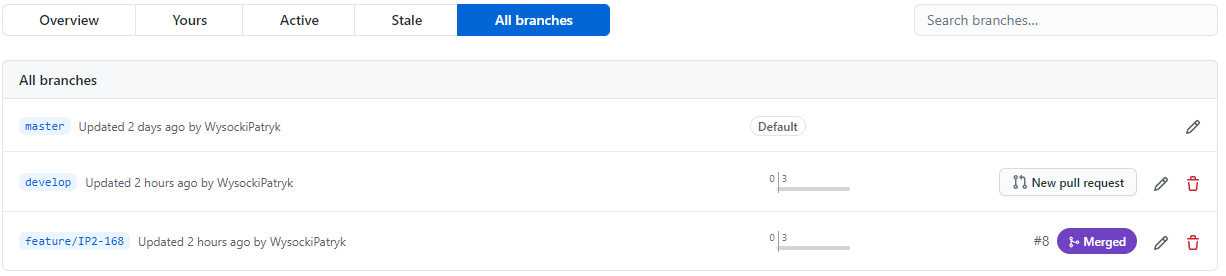 Overview Yours Active Stale All branches Search branches...
All branches
master Updated 2 days ago by WysockiPatryk Default
develop Updated 2 hours ago by WysockiPatryk 0 3 New pull request
feature/IP2-168 Updated 2 hours ago by WysockiPatryk 0 3 #8 Merged